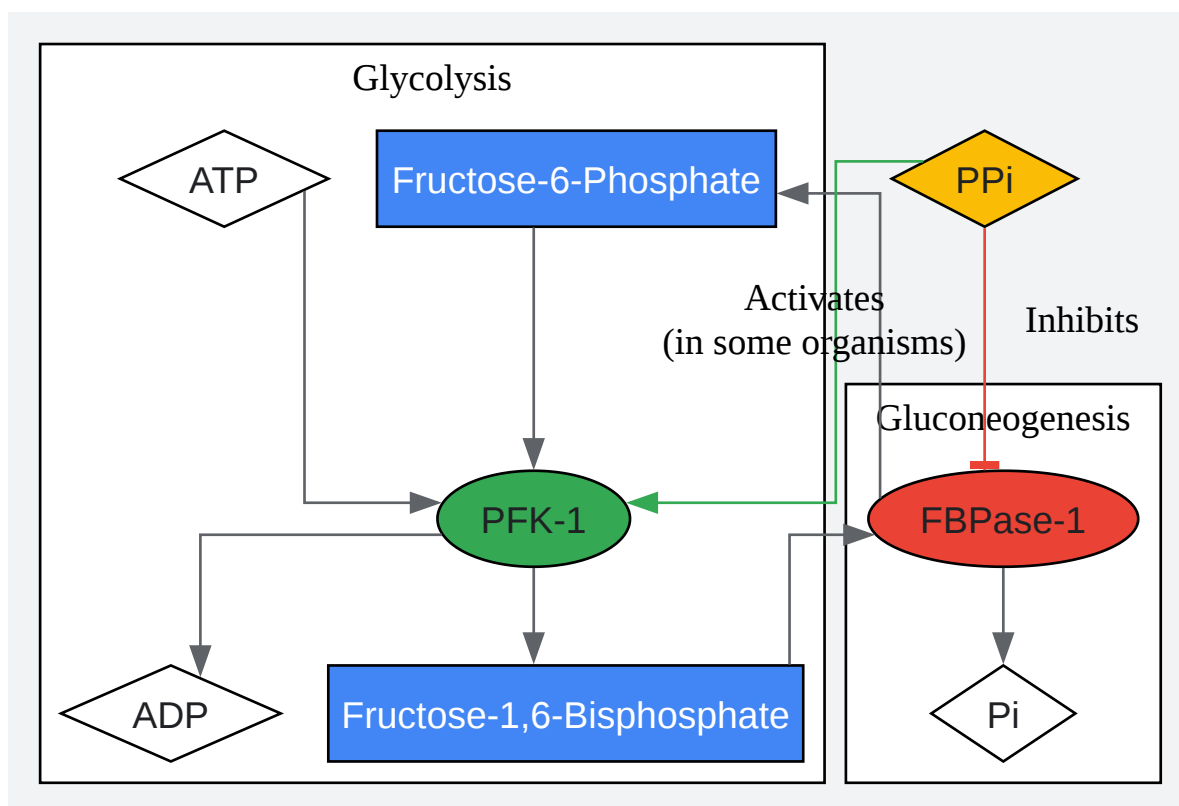 Glycolysis
ATP
Fructose-6-Phosphate
PPi
Activates
(in some organisms)
Inhibits
Gluconeogenesis
PFK-1
FBPase-1
ADP
Fructose-1,6-Bisphosphate
Pi